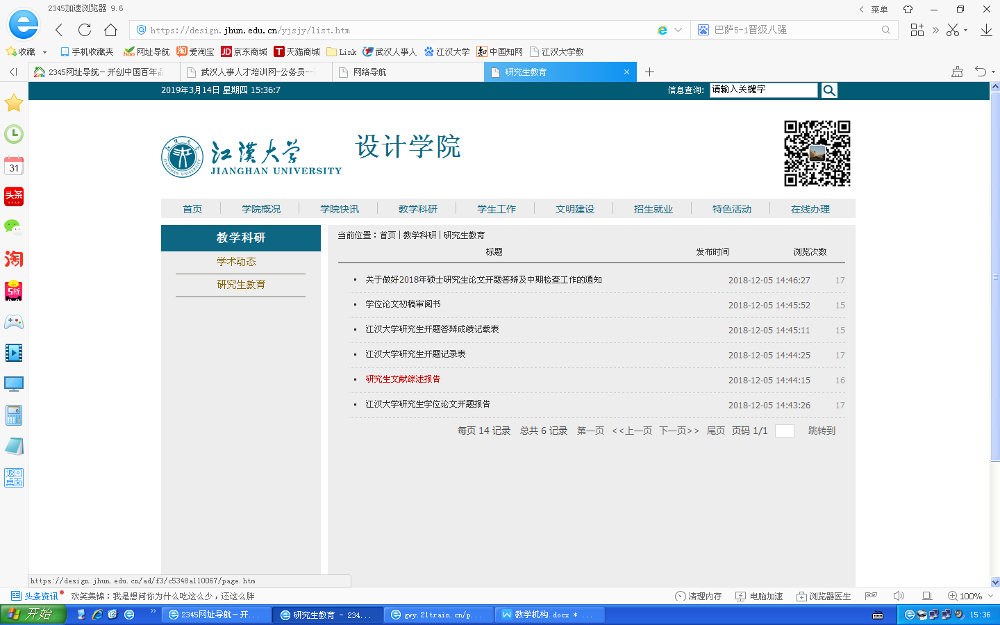 2345加速浏览器 9.6
菜单
https://design.jhun.edu.cn/yjsjy/list.htm
巴萨5-1晋级八强
收藏 手机收藏夹 网址导航 爱淘宝 京东商城 天猫商城 Link 武汉人事人 江汉大学 中国知网 江汉大学教
2345网址导航－开创中国百年品
武汉人事人才培训网-公务员--
网络导航
研究生教育
2019年3月14日 星期四 15:36:7
信息查询:
请输入关键字
江漢大学
JIANGHAN UNIVERSITY
设计学院
首页 学院概况 学院快讯 教学科研 学生工作 文明建设 招生就业 特色活动 在线办理
教学科研
学术动态
研究生教育
当前位置：首页 | 教学科研 | 研究生教育
标题 发布时间 浏览次数
关于做好2018年硕士研究生论文开题答辩及中期检查工作的通知 2018-12-05 14:46:27 17
学位论文初稿审阅书 2018-12-05 14:45:52 15
江汉大学研究生开题答辩成绩记载表 2018-12-05 14:45:11 15
江汉大学研究生开题记录表 2018-12-05 14:44:25 17
研究生文献综述报告 2018-12-05 14:44:15 16
江汉大学研究生学位论文开题报告 2018-12-05 14:43:26 17
每页 14 记录 总共 6 记录 第一页 <<上一页 下一页>> 尾页 页码 1/1 跳转到
31
头条
淘
5折
返回
桌面
https://design.jhun.edu.cn/ad/f3/c5348a110067/page.htm
头条资讯 欢笑集锦：我是想问你为什么吃这么少，还这么胖
清理内存 电脑加速 浏览器医生 100%
开始
2345网址导航－开...
研究生教育 - 234...
gwy.21train.cn/p...
教学机构.docx * ...
15:36